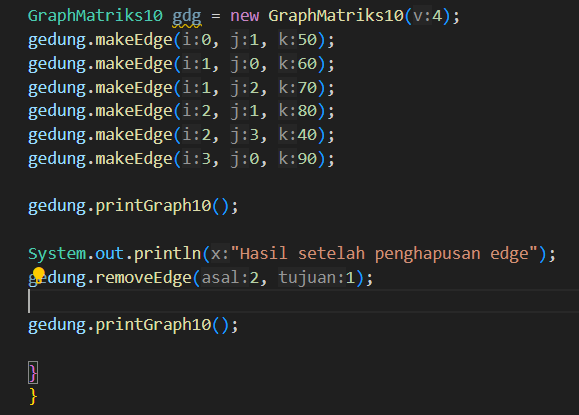 GraphMatriks10 gdg = new GraphMatriks10(v:4);
gedung.makeEdge(i:0, j:1, k:50);
gedung.makeEdge(i:1, j:0, k:60);
gedung.makeEdge(i:1, j:2, k:70);
gedung.makeEdge(i:2, j:1, k:80);
gedung.makeEdge(i:2, j:3, k:40);
gedung.makeEdge(i:3, j:0, k:90);
gedung.printGraph10();
System.out.println(x:"Hasil setelah penghapusan edge");
gedung.removeEdge(asal:2, tujuan:1);
gedung.printGraph10();
}
}